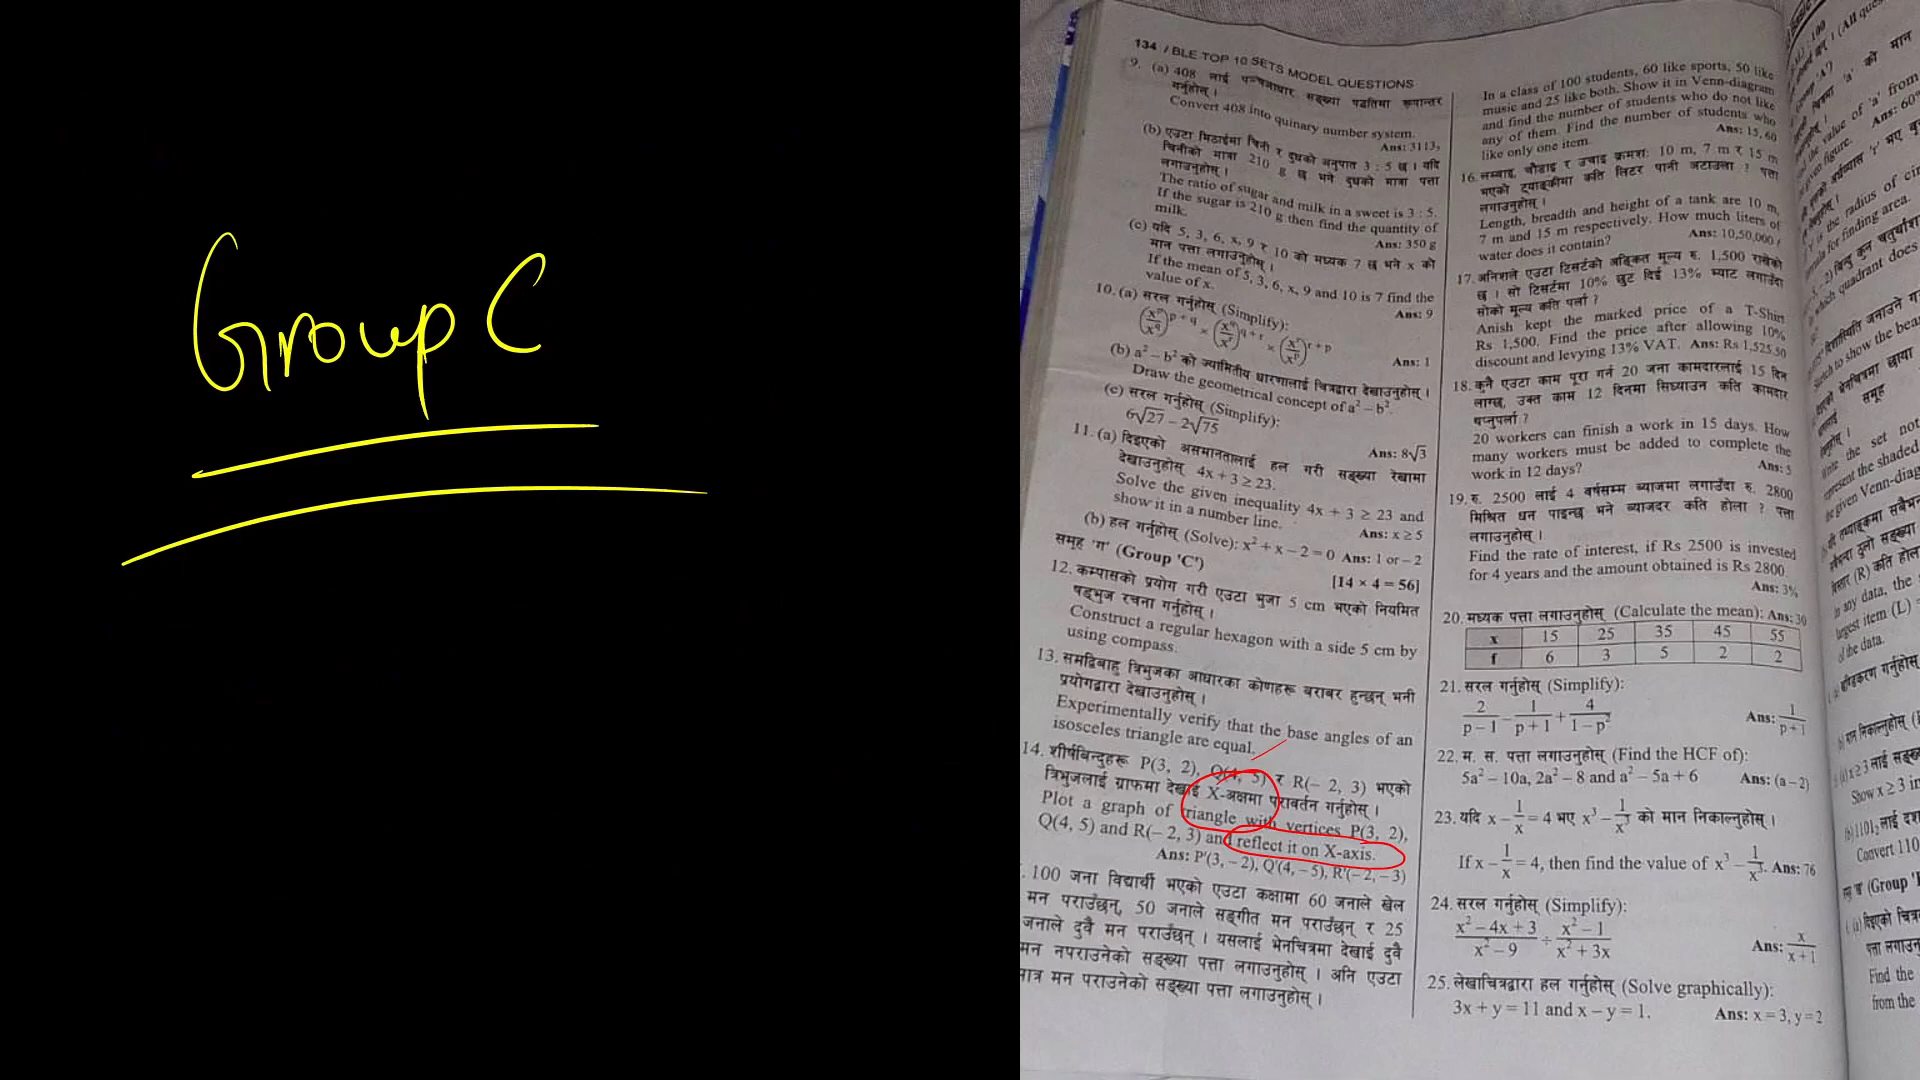 Group C
134 / BLE TOP 10 SETS MODEL QUESTIONS
9. (a) 408 लाई पञ्चाधार सङ्ख्या पद्धतिमा रूपान्तर
गर्नुहोस् ।
Convert 408 into quinary number system.
Ans: 3113₅
(b) एउटा मिठाईमा चिनी र दुधको अनुपात 3 : 5 छ । यदि
चिनीको मात्रा 210 g छ भने दुधको मात्रा पत्ता
लगाउनुहोस् ।
The ratio of sugar and milk in a sweet is 3 : 5.
If the sugar is 210 g then find the quantity of
milk.
Ans: 350 g
(c) यदि 5, 3, 6, x, 9 र 10 को मध्यक 7 छ भने x को
मान पत्ता लगाउनुहोस् ।
If the mean of 5, 3, 6, x, 9 and 10 is 7 find the
value of x.
Ans: 9
10. (a) सरल गर्नुहोस् (Simplify):
(b) a² – b² को ज्यामितीय धारणालाई चित्रद्वारा देखाउनुहोस् ।
Ans: 1
Draw the geometrical concept of a² – b².
(c) सरल गर्नुहोस् (Simplify):
6√27 – 2√75
Ans: 8√3
11. (a) दिइएको असमानतालाई हल गरी सङ्ख्या रेखामा
देखाउनुहोस् 4x + 3 ≥ 23.
Solve the given inequality 4x + 3 ≥ 23 and
show it in a number line.
Ans: x ≥ 5
(b) हल गर्नुहोस् (Solve): x² + x – 2 = 0 Ans: 1 or – 2
समूह 'ग' (Group 'C')
[14 × 4 = 56]
12. कम्पासको प्रयोग गरी एउटा भुजा 5 cm भएको नियमित
षड्भुज रचना गर्नुहोस् ।
Construct a regular hexagon with a side 5 cm by
using compass.
13. समद्विबाहु त्रिभुजका आधारका कोणहरू बराबर हुन्छन् भनी
प्रयोगद्वारा देखाउनुहोस् ।
Experimentally verify that the base angles of an
isosceles triangle are equal.
14. शीर्षबिन्दुहरू P(3, 2), Q(4, 5) र R(– 2, 3) भएको
त्रिभुजलाई ग्राफमा देखाई X-अक्षमा परावर्तन गर्नुहोस् ।
Plot a graph of triangle with vertices P(3, 2),
Q(4, 5) and R(– 2, 3) and reflect it on X-axis.
Ans: P'(3, – 2), Q'(4, – 5), R'(– 2, – 3)
100 जना विद्यार्थी भएको एउटा कक्षामा 60 जनाले खेल
मन पराउँछन्, 50 जनाले सङ्गीत मन पराउँछन् र 25
जनाले दुवै मन पराउँछन् । यसलाई भेनचित्रमा देखाई दुवै
मन नपराउनेको सङ्ख्या पत्ता लगाउनुहोस् । अनि एउटा
मात्र मन पराउनेको सङ्ख्या पत्ता लगाउनुहोस् ।
In a class of 100 students, 60 like sports, 50 like
music and 25 like both. Show it in Venn-diagram
and find the number of students who do not like
any of them. Find the number of students who
like only one item.
Ans: 15, 60
16. लम्बाइ, चौडाइ र उचाइ क्रमशः 10 m, 7 m र 15 m
भएको ट्याङ्कीमा कति लिटर पानी अटाउला ? पत्ता
लगाउनुहोस् ।
Length, breadth and height of a tank are 10 m,
7 m and 15 m respectively. How much liters of
water does it contain?
Ans: 10,50,000
17. अनिशले एउटा टिसर्टको अङ्कित मूल्य रु. 1,500 राखेको
छ । सो टिसर्टमा 10% छुट दिई 13% भ्याट लगाउँदा
सोको मूल्य कति पर्ला ?
Anish kept the marked price of a T-Shirt
Rs 1,500. Find the price after allowing 10%
discount and levying 13% VAT. Ans: Rs 1,525.50
18. कुनै एउटा काम पूरा गर्न 20 जना कामदारलाई 15 दिन
लाग्छ, उक्त काम 12 दिनमा सिध्याउन कति कामदार
थप्नुपर्ला ?
20 workers can finish a work in 15 days. How
many workers must be added to complete the
work in 12 days?
Ans: 5
19. रु. 2500 लाई 4 वर्षसम्म ब्याजमा लगाउँदा रु. 2800
मिश्रित धन पाइन्छ भने ब्याजदर कति होला ? पत्ता
लगाउनुहोस् ।
Find the rate of interest, if Rs 2500 is invested
for 4 years and the amount obtained is Rs 2800.
Ans: 3%
20. मध्यक पत्ता लगाउनुहोस् (Calculate the mean): Ans: 30
x 15 25 35 45 55
f 6 3 5 2 2
21. सरल गर्नुहोस् (Simplify):
2/(p – 1) – 1/(p + 1) + 4/(1 – p²)
Ans: 1/(p + 1)
22. म. स. पत्ता लगाउनुहोस् (Find the HCF of):
5a² – 10a, 2a² – 8 and a² – 5a + 6 Ans: (a – 2)
23. यदि x – 1/x = 4 भए x³ – 1/x³ को मान निकाल्नुहोस् ।
If x – 1/x = 4, then find the value of x³ – 1/x³. Ans: 76
24. सरल गर्नुहोस् (Simplify):
(x² – 4x + 3)/(x² – 9) ÷ (x² – 1)/(x² + 3x)
Ans: x/(x + 1)
25. लेखाचित्रद्वारा हल गर्नुहोस् (Solve graphically):
3x + y = 11 and x – y = 1. Ans: x = 3, y = 2